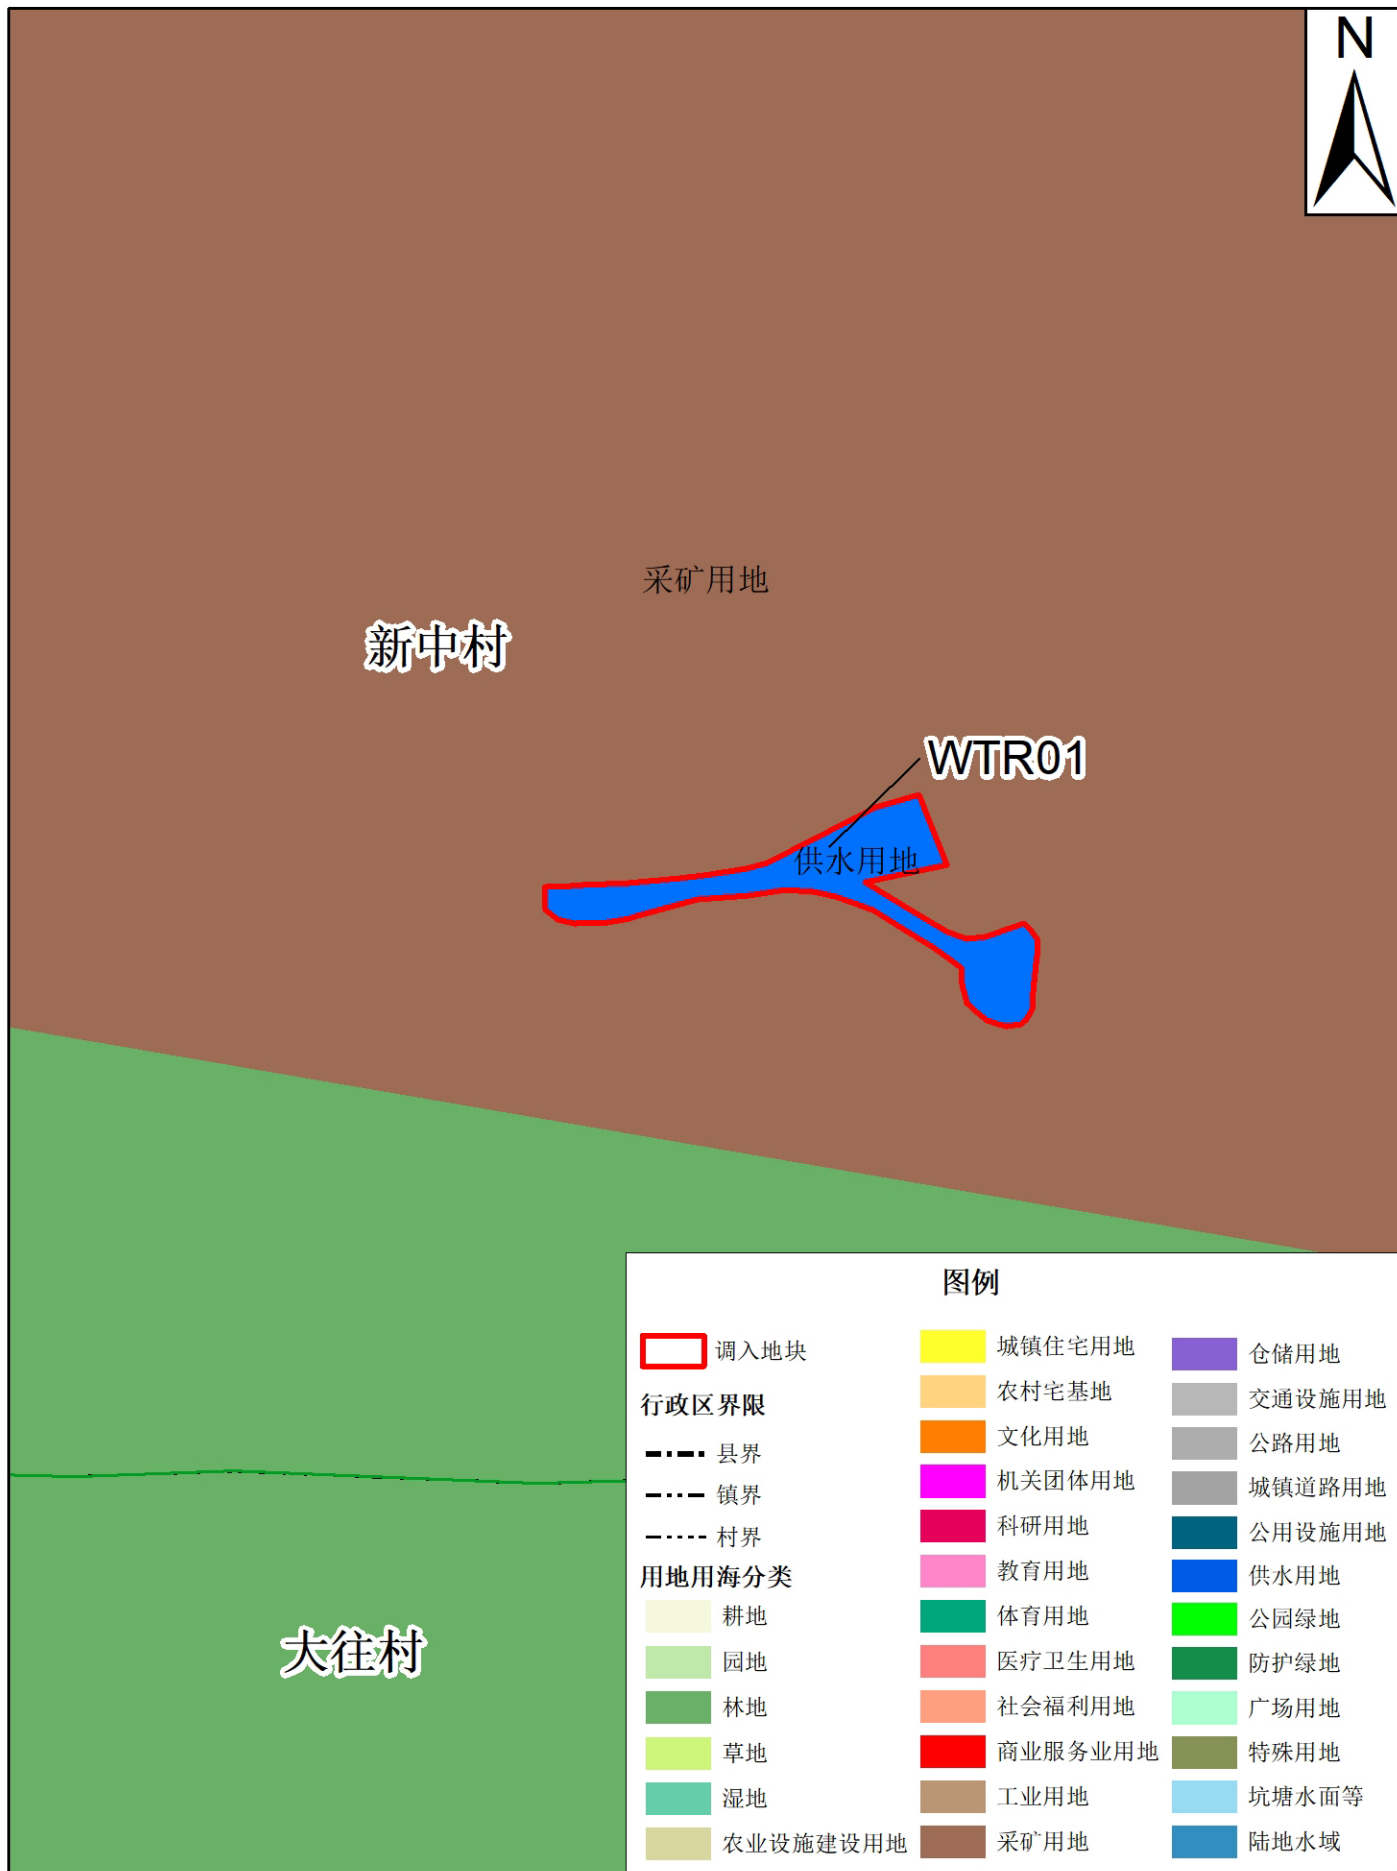 N
采矿用地
新中村
WTR01
供水用地
大往村
图例
调入地块
行政区界限
县界
镇界
村界
用地用海分类
耕地
园地
林地
草地
湿地
农业设施建设用地
城镇住宅用地
农村宅基地
文化用地
机关团体用地
科研用地
教育用地
体育用地
医疗卫生用地
社会福利用地
商业服务业用地
工业用地
采矿用地
仓储用地
交通设施用地
公路用地
城镇道路用地
公用设施用地
供水用地
公园绿地
防护绿地
广场用地
特殊用地
坑塘水面等
陆地水域